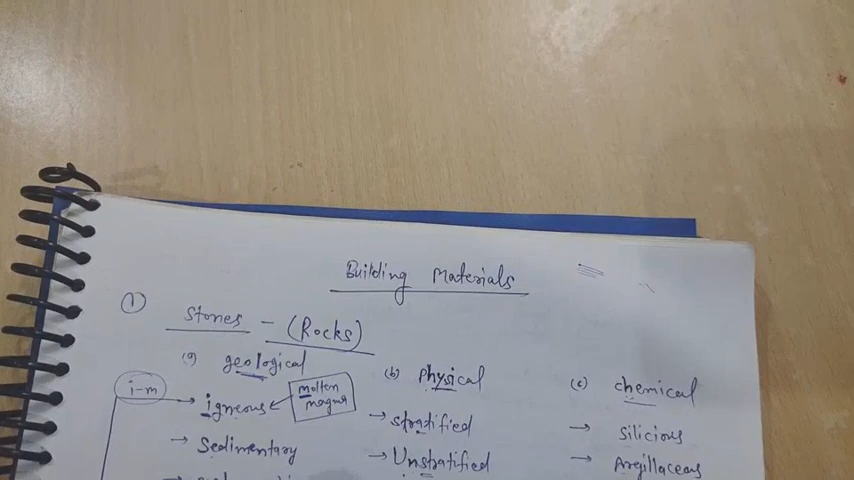 Building Materials
① Stones - (Rocks)
(a) geological
i-m → igneous ← molten magma
→ Sedimentary
(b) Physical
→ stratified
→ Unstratified
(c) chemical
→ Silicious
→ Argillaceous